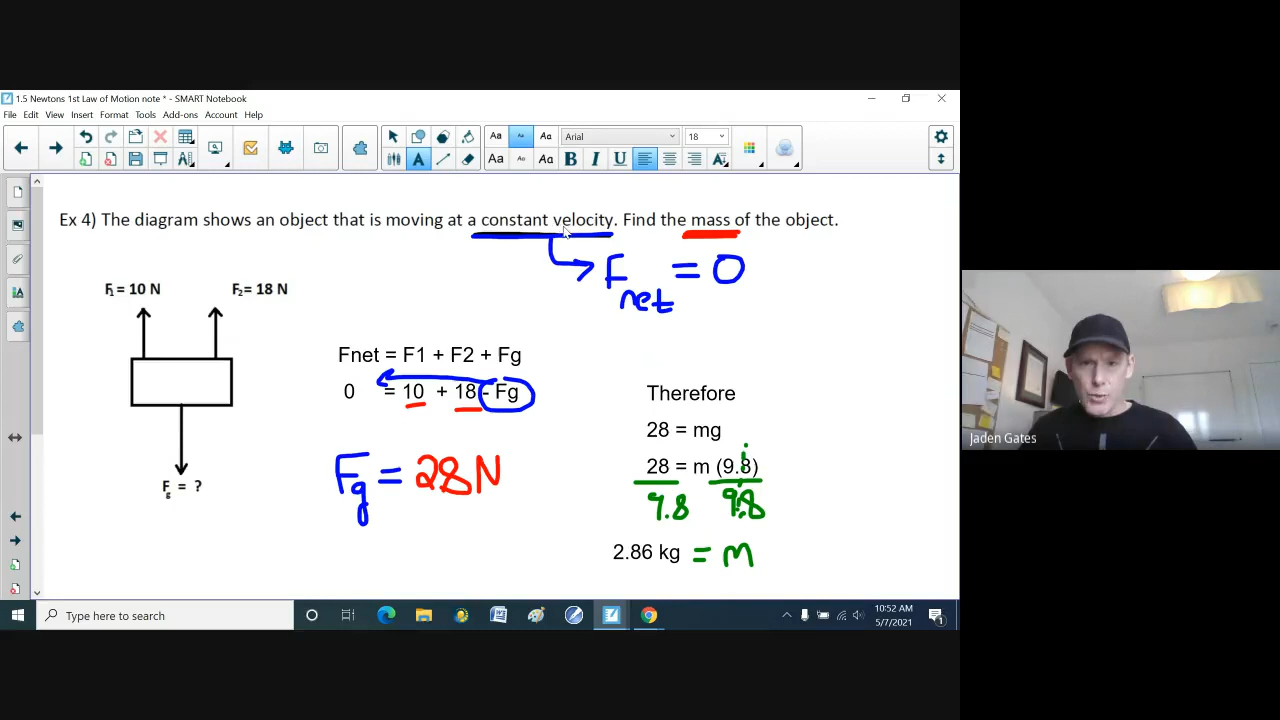 1.5 Newtons 1st Law of Motion note * - SMART Notebook
File Edit View Insert Format Tools Add-ons Account Help
Arial 18
Ex 4) The diagram shows an object that is moving at a constant velocity. Find the mass of the object.
Fnet = 0
F1 = 10 N F2 = 18 N
Fnet = F1 + F2 + Fg
0 = 10 + 18 - Fg
Fg = 28N
Fg = ?
Therefore
28 = mg
28 = m (9.8)
9.8 9.8
2.86 kg = m
Jaden Gates
Type here to search
10:52 AM
5/7/2021